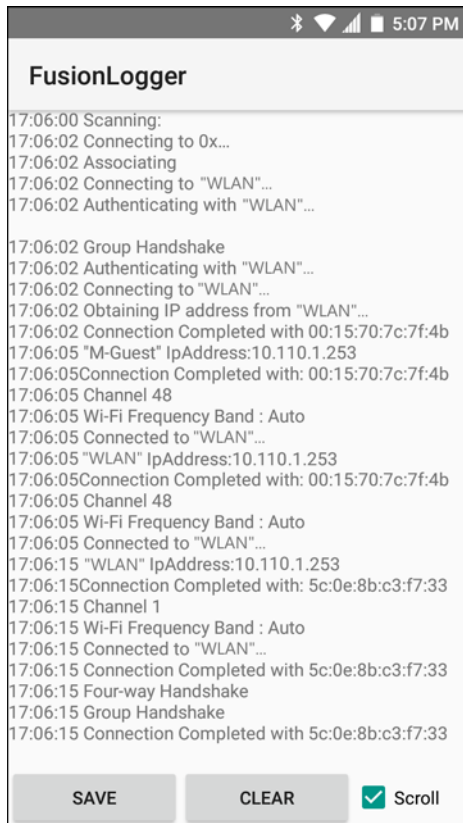 5:07 PM
FusionLogger
17:06:00 Scanning:
17:06:02 Connecting to 0x...
17:06:02 Associating
17:06:02 Connecting to "WLAN"...
17:06:02 Authenticating with "WLAN"...
17:06:02 Group Handshake
17:06:02 Authenticating with "WLAN"...
17:06:02 Connecting to "WLAN"...
17:06:02 Obtaining IP address from "WLAN"...
17:06:02 Connection Completed with 00:15:70:7c:7f:4b
17:06:05 "M-Guest" IpAddress:10.110.1.253
17:06:05Connection Completed with: 00:15:70:7c:7f:4b
17:06:05 Channel 48
17:06:05 Wi-Fi Frequency Band : Auto
17:06:05 Connected to "WLAN"...
17:06:05 "WLAN" IpAddress:10.110.1.253
17:06:05Connection Completed with: 00:15:70:7c:7f:4b
17:06:05 Channel 48
17:06:05 Wi-Fi Frequency Band : Auto
17:06:05 Connected to "WLAN"...
17:06:15 "WLAN" IpAddress:10.110.1.253
17:06:15Connection Completed with: 5c:0e:8b:c3:f7:33
17:06:15 Channel 1
17:06:15 Wi-Fi Frequency Band : Auto
17:06:15 Connected to "WLAN"...
17:06:15 Connection Completed with 5c:0e:8b:c3:f7:33
17:06:15 Four-way Handshake
17:06:15 Group Handshake
17:06:15 Connection Completed with 5c:0e:8b:c3:f7:33
SAVE CLEAR Scroll